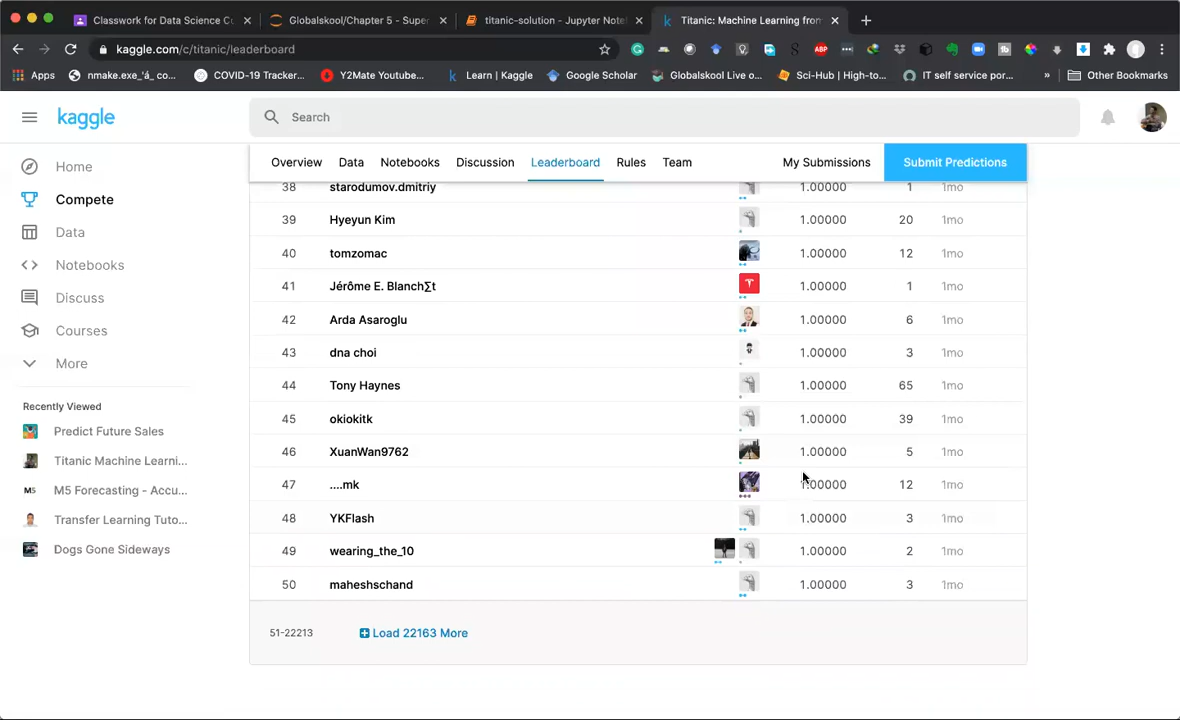 Classwork for Data Science Co
Globalskool/Chapter 5 - Super
titanic-solution - Jupyter Note
k Titanic: Machine Learning from
kaggle.com/c/titanic/leaderboard
ABP
Apps
nmake.exe_'á_co...
COVID-19 Tracker...
Y2Mate Youtube...
k Learn | Kaggle
Google Scholar
Globalskool Live o...
Sci-Hub | High-to...
IT self service por...
»
Other Bookmarks
kaggle
Search
Home
Compete
Data
Notebooks
Discuss
Courses
More
Recently Viewed
Predict Future Sales
Titanic Machine Learni...
M5 M5 Forecasting - Accu...
Transfer Learning Tuto...
Dogs Gone Sideways
Overview Data Notebooks Discussion Leaderboard Rules Team My Submissions Submit Predictions
38 starodumov.dmitriy 1.00000 1 1mo
39 Hyeyun Kim 1.00000 20 1mo
40 tomzomac 1.00000 12 1mo
41 Jérôme E. Blanch∑t 1.00000 1 1mo
42 Arda Asaroglu 1.00000 6 1mo
43 dna choi 1.00000 3 1mo
44 Tony Haynes 1.00000 65 1mo
45 okiokitk 1.00000 39 1mo
46 XuanWan9762 1.00000 5 1mo
47 ....mk 1.00000 12 1mo
48 YKFlash 1.00000 3 1mo
49 wearing_the_10 1.00000 2 1mo
50 maheshschand 1.00000 3 1mo
51-22213 Load 22163 More